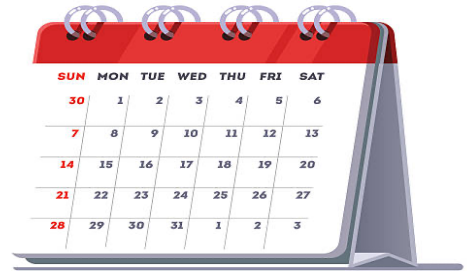 SUN MON TUE WED THU FRI SAT
30 1 2 3 4 5 6
7 8 9 10 11 12 13
14 15 16 17 18 19 20
21 22 23 24 25 26 27
28 29 30 31 1 2 3